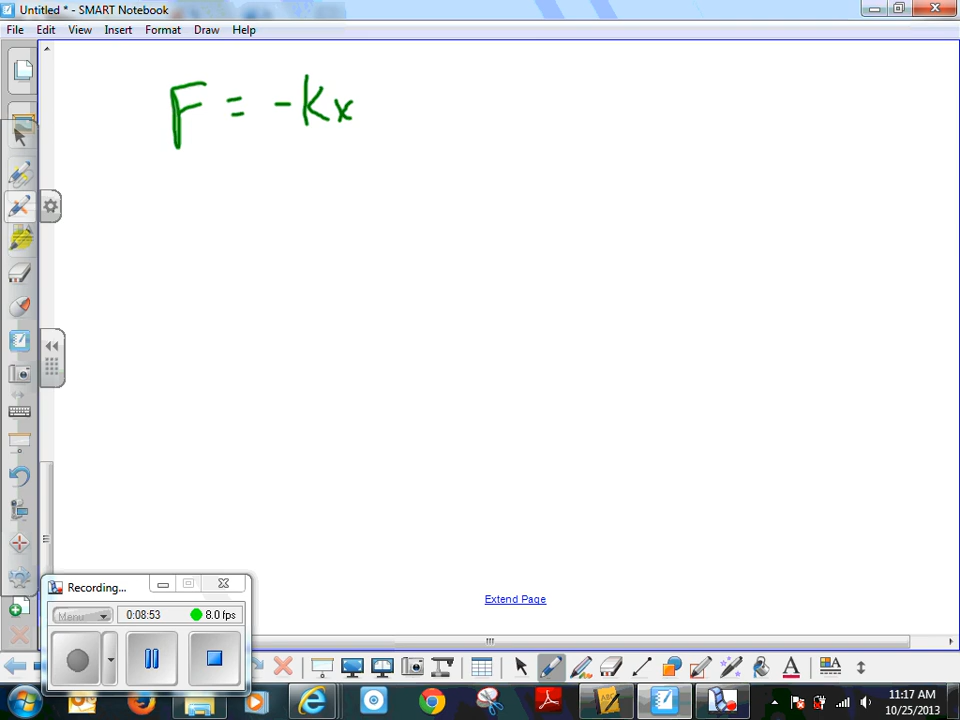 Untitled * - SMART Notebook
File Edit View Insert Format Draw Help
F = -kx
Extend Page
Recording...
Menu 0:08:53 8.0 fps
11:17 AM
10/25/2013